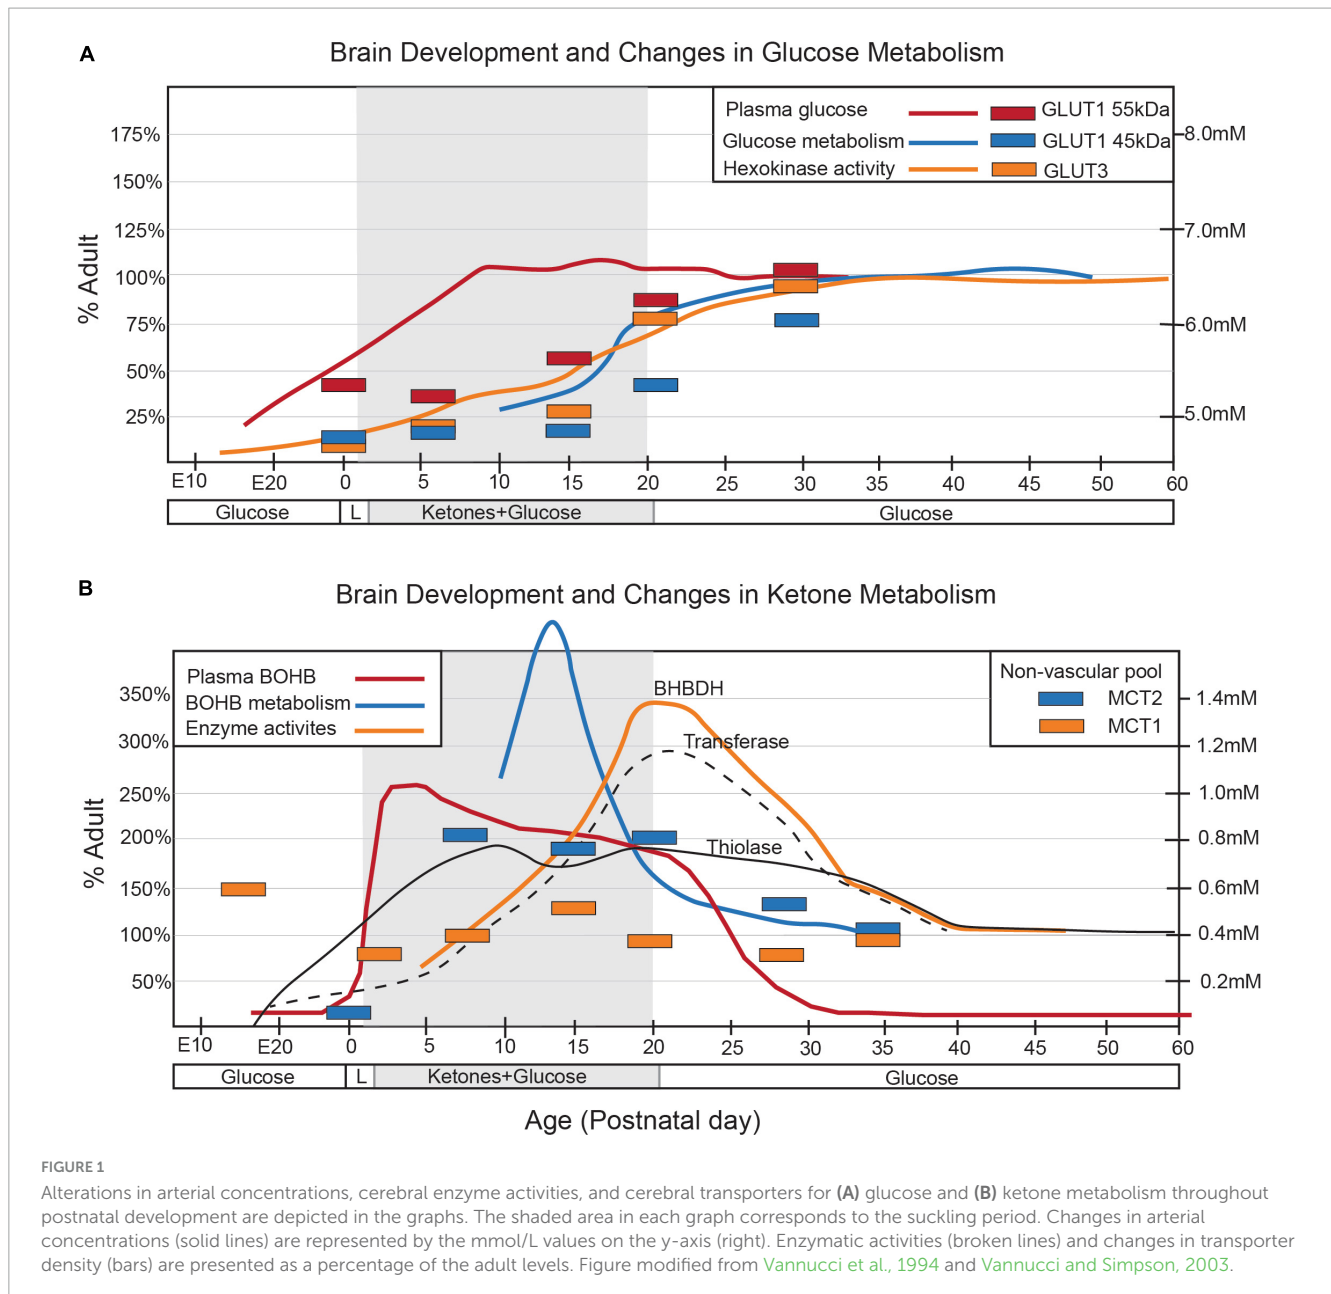 A
Brain Development and Changes in Glucose Metabolism
Plasma glucose
GLUT1 55kDa
Glucose metabolism
GLUT1 45kDa
Hexokinase activity
GLUT3
% Adult
175%
150%
125%
100%
75%
50%
25%
8.0mM
7.0mM
6.0mM
5.0mM
E10 E20 0 5 10 15 20 25 30 35 40 45 50 60
Glucose L Ketones+Glucose Glucose
B
Brain Development and Changes in Ketone Metabolism
Plasma BOHB
BOHB metabolism
Enzyme activites
Non-vascular pool
MCT2
MCT1
BHBDH
Transferase
Thiolase
% Adult
350%
300%
250%
200%
150%
100%
50%
1.4mM
1.2mM
1.0mM
0.8mM
0.6mM
0.4mM
0.2mM
E10 E20 0 5 10 15 20 25 30 35 40 45 50 60
Glucose L Ketones+Glucose Glucose
Age (Postnatal day)
FIGURE 1
Alterations in arterial concentrations, cerebral enzyme activities, and cerebral transporters for (A) glucose and (B) ketone metabolism throughout
postnatal development are depicted in the graphs. The shaded area in each graph corresponds to the suckling period. Changes in arterial
concentrations (solid lines) are represented by the mmol/L values on the y-axis (right). Enzymatic activities (broken lines) and changes in transporter
density (bars) are presented as a percentage of the adult levels. Figure modified from Vannucci et al., 1994 and Vannucci and Simpson, 2003.